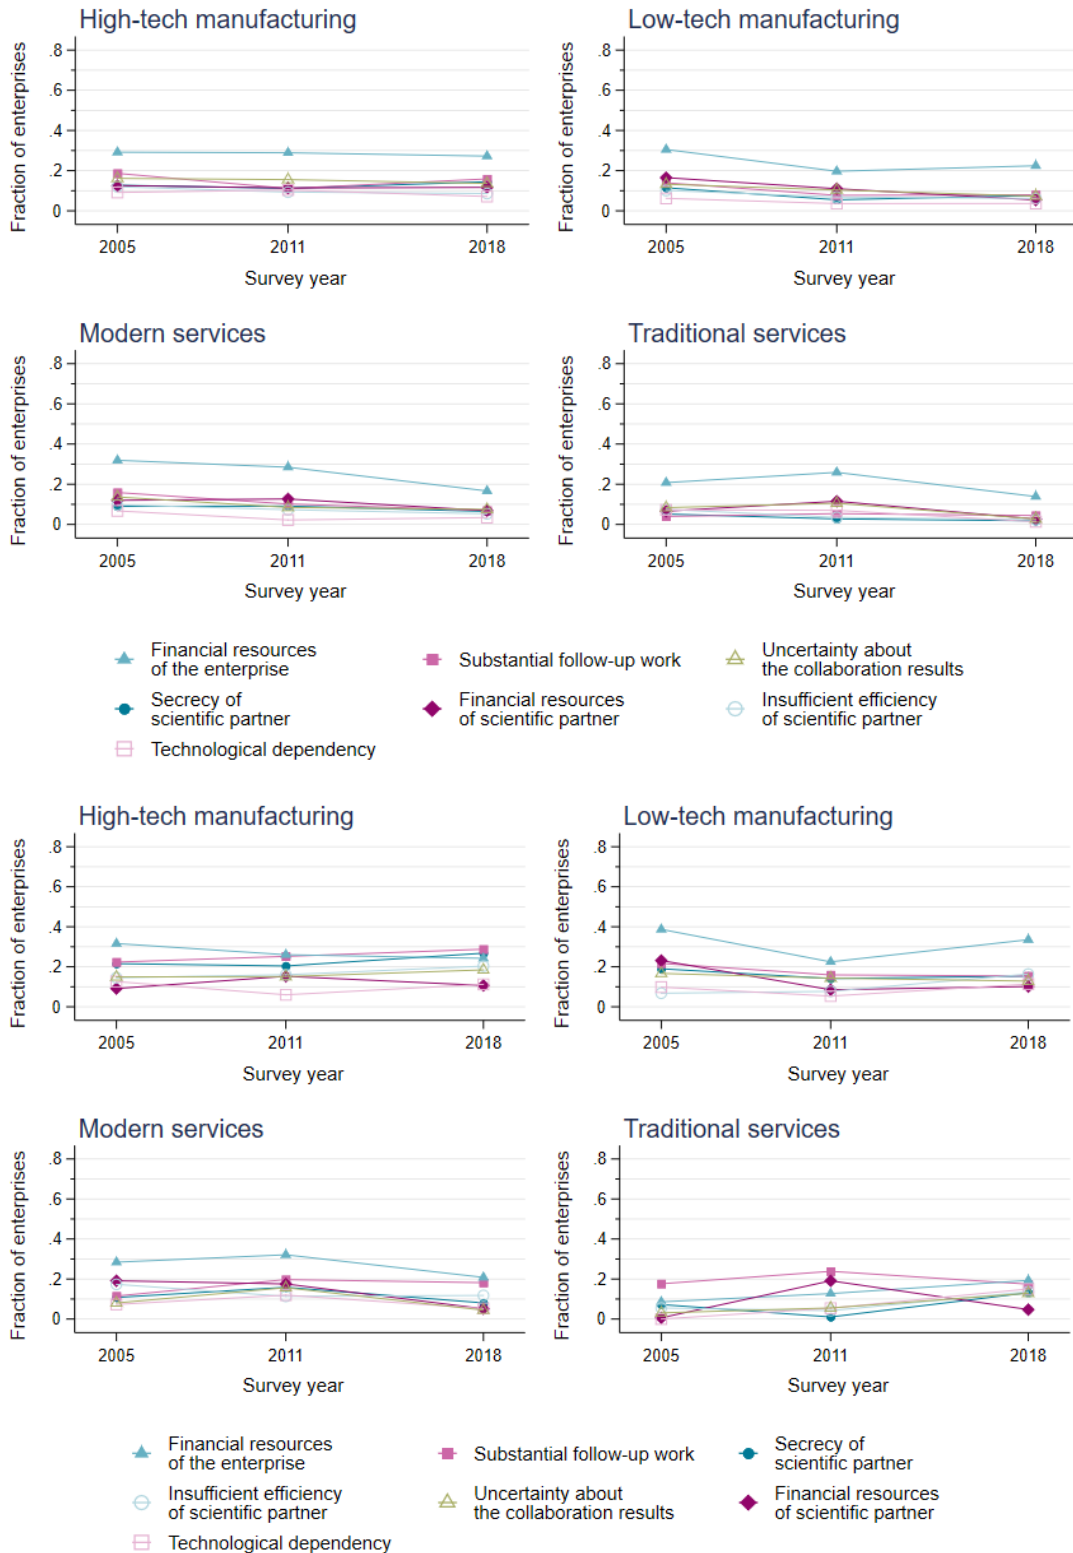 High-tech manufacturing
Fraction of enterprises
.8
.6
.4
.2
0
2005
2011
2018
Survey year
Low-tech manufacturing
Fraction of enterprises
.8
.6
.4
.2
0
2005
2011
2018
Survey year
Modern services
Fraction of enterprises
.8
.6
.4
.2
0
2005
2011
2018
Survey year
Traditional services
Fraction of enterprises
.8
.6
.4
.2
0
2005
2011
2018
Survey year
Financial resources
of the enterprise
Substantial follow-up work
Uncertainty about
the collaboration results
Secrecy of
scientific partner
Financial resources
of scientific partner
Insufficient efficiency
of scientific partner
Technological dependency
High-tech manufacturing
Fraction of enterprises
.8
.6
.4
.2
0
2005
2011
2018
Survey year
Low-tech manufacturing
Fraction of enterprises
.8
.6
.4
.2
0
2005
2011
2018
Survey year
Modern services
Fraction of enterprises
.8
.6
.4
.2
0
2005
2011
2018
Survey year
Traditional services
Fraction of enterprises
.8
.6
.4
.2
0
2005
2011
2018
Survey year
Financial resources
of the enterprise
Substantial follow-up work
Secrecy of
scientific partner
Insufficient efficiency
of scientific partner
Uncertainty about
the collaboration results
Financial resources
of scientific partner
Technological dependency